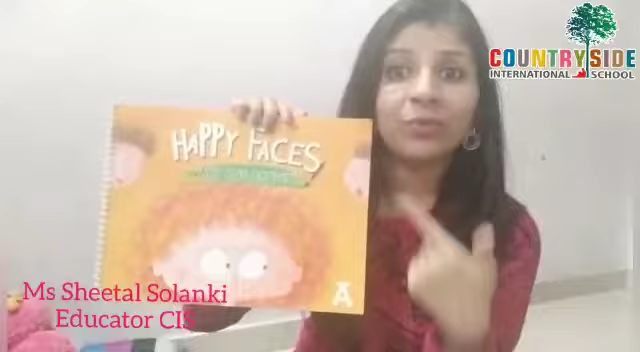 COUNTRYSIDE
INTERNATIONAL SCHOOL
HAPPY FACES
A
Ms Sheetal Solanki
Educator CIS